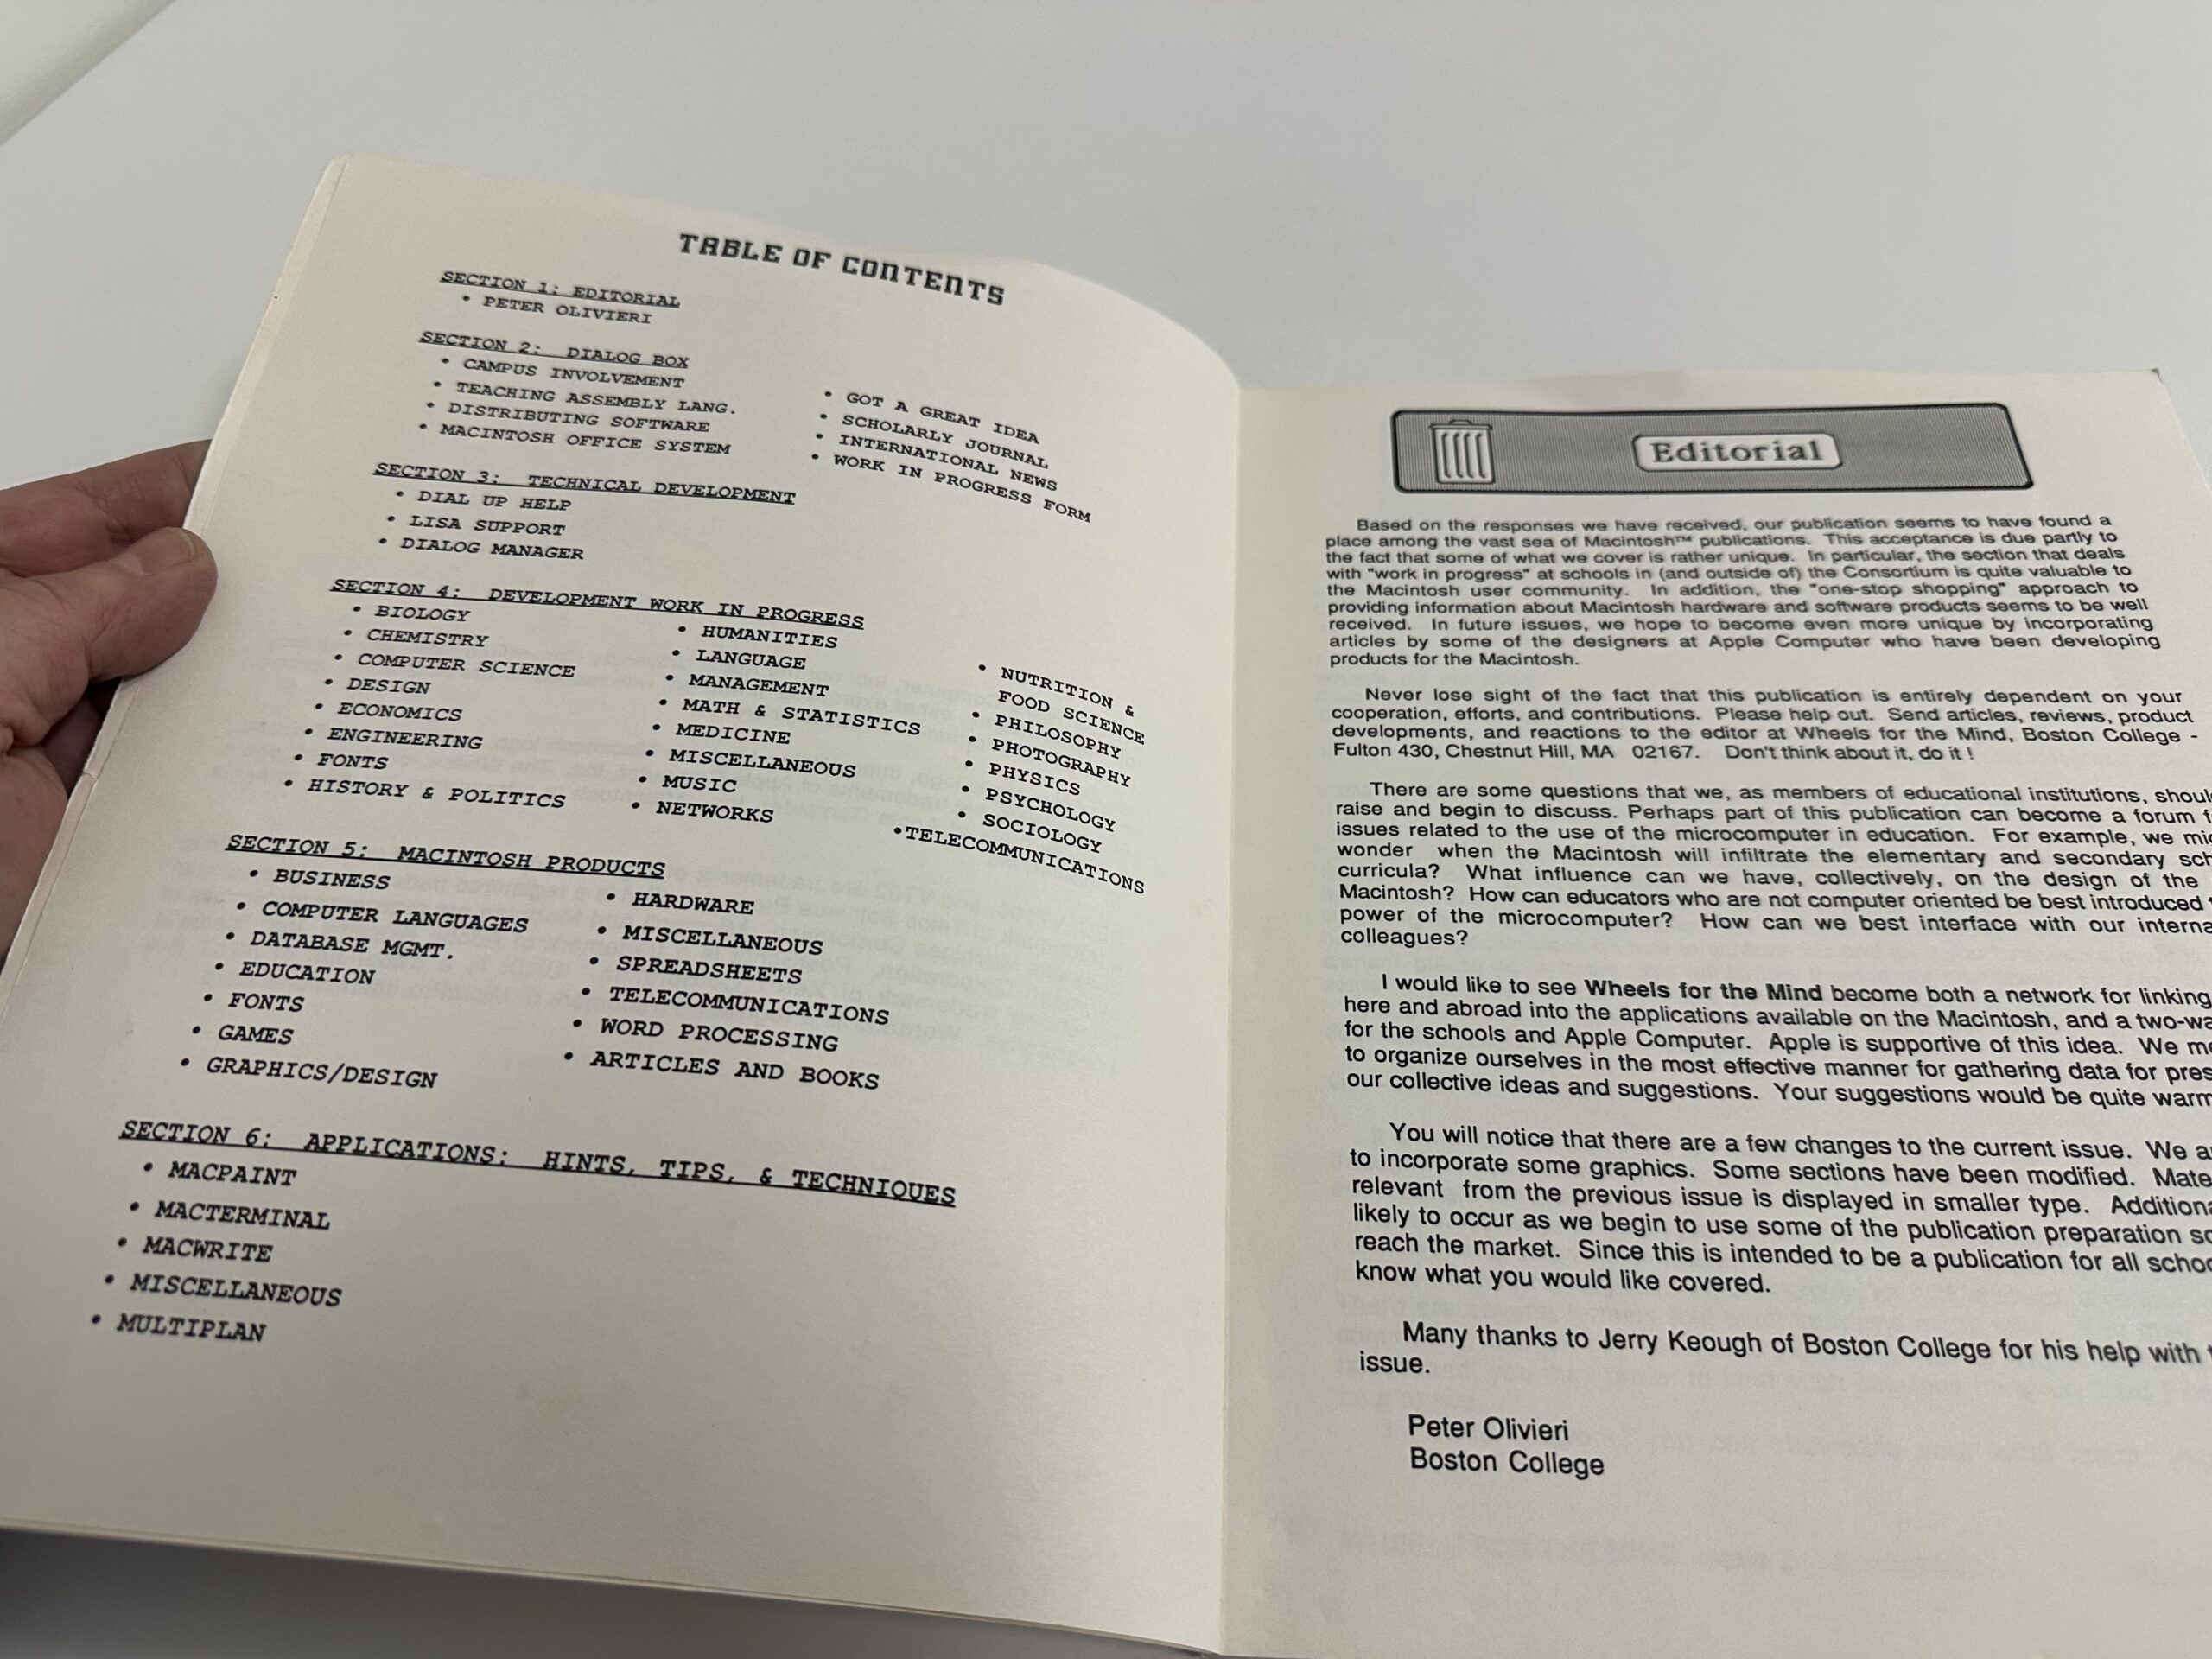 TABLE OF CONTENTS
SECTION 1: EDITORIAL
• PETER OLIVIERI
SECTION 2: DIALOG BOX
• CAMPUS INVOLVEMENT
• TEACHING ASSEMBLY LANG.
• DISTRIBUTING SOFTWARE
• MACINTOSH OFFICE SYSTEM
• GOT A GREAT IDEA
• SCHOLARLY JOURNAL
• INTERNATIONAL NEWS
• WORK IN PROGRESS FORM
SECTION 3: TECHNICAL DEVELOPMENT
• DIAL UP HELP
• LISA SUPPORT
• DIALOG MANAGER
SECTION 4: DEVELOPMENT WORK IN PROGRESS
• BIOLOGY
• CHEMISTRY
• COMPUTER SCIENCE
• DESIGN
• ECONOMICS
• ENGINEERING
• FONTS
• HISTORY & POLITICS
• HUMANITIES
• LANGUAGE
• MANAGEMENT
• MATH & STATISTICS
• MEDICINE
• MISCELLANEOUS
• MUSIC
• NETWORKS
• NUTRITION &
FOOD SCIENCE
• PHILOSOPHY
• PHOTOGRAPHY
• PHYSICS
• PSYCHOLOGY
• SOCIOLOGY
•TELECOMMUNICATIONS
SECTION 5: MACINTOSH PRODUCTS
• BUSINESS
• COMPUTER LANGUAGES
• DATABASE MGMT.
• EDUCATION
• FONTS
• GAMES
• GRAPHICS/DESIGN
• HARDWARE
• MISCELLANEOUS
• SPREADSHEETS
• TELECOMMUNICATIONS
• WORD PROCESSING
• ARTICLES AND BOOKS
SECTION 6: APPLICATIONS: HINTS, TIPS, & TECHNIQUES
• MACPAINT
• MACTERMINAL
• MACWRITE
• MISCELLANEOUS
• MULTIPLAN
Editorial
Based on the responses we have received, our publication seems to have found a
place among the vast sea of Macintosh™ publications. This acceptance is due partly to
the fact that some of what we cover is rather unique. In particular, the section that deals
with "work in progress" at schools in (and outside of) the Consortium is quite valuable to
the Macintosh user community. In addition, the "one-stop shopping" approach to
providing information about Macintosh hardware and software products seems to be well
received. In future issues, we hope to become even more unique by incorporating
articles by some of the designers at Apple Computer who have been developing
products for the Macintosh.
Never lose sight of the fact that this publication is entirely dependent on your
cooperation, efforts, and contributions. Please help out. Send articles, reviews, product
developments, and reactions to the editor at Wheels for the Mind, Boston College -
Fulton 430, Chestnut Hill, MA 02167. Don't think about it, do it !
There are some questions that we, as members of educational institutions,
raise and begin to discuss. Perhaps part of this publication can become a forum
issues related to the use of the microcomputer in education. For example, we
wonder when the Macintosh will infiltrate the elementary and secondary
curricula? What influence can we have, collectively, on the design of the
Macintosh? How can educators who are not computer oriented be best introduced
power of the microcomputer? How can we best interface with our
colleagues?
I would like to see Wheels for the Mind become both a network for linking
here and abroad into the applications available on the Macintosh, and a
for the schools and Apple Computer. Apple is supportive of this idea. We
to organize ourselves in the most effective manner for gathering data for
our collective ideas and suggestions. Your suggestions would be quite
You will notice that there are a few changes to the current issue. We
to incorporate some graphics. Some sections have been modified.
relevant from the previous issue is displayed in smaller type.
likely to occur as we begin to use some of the publication preparation
reach the market. Since this is intended to be a publication for all
know what you would like covered.
Many thanks to Jerry Keough of Boston College for his help with
issue.
Peter Olivieri
Boston College